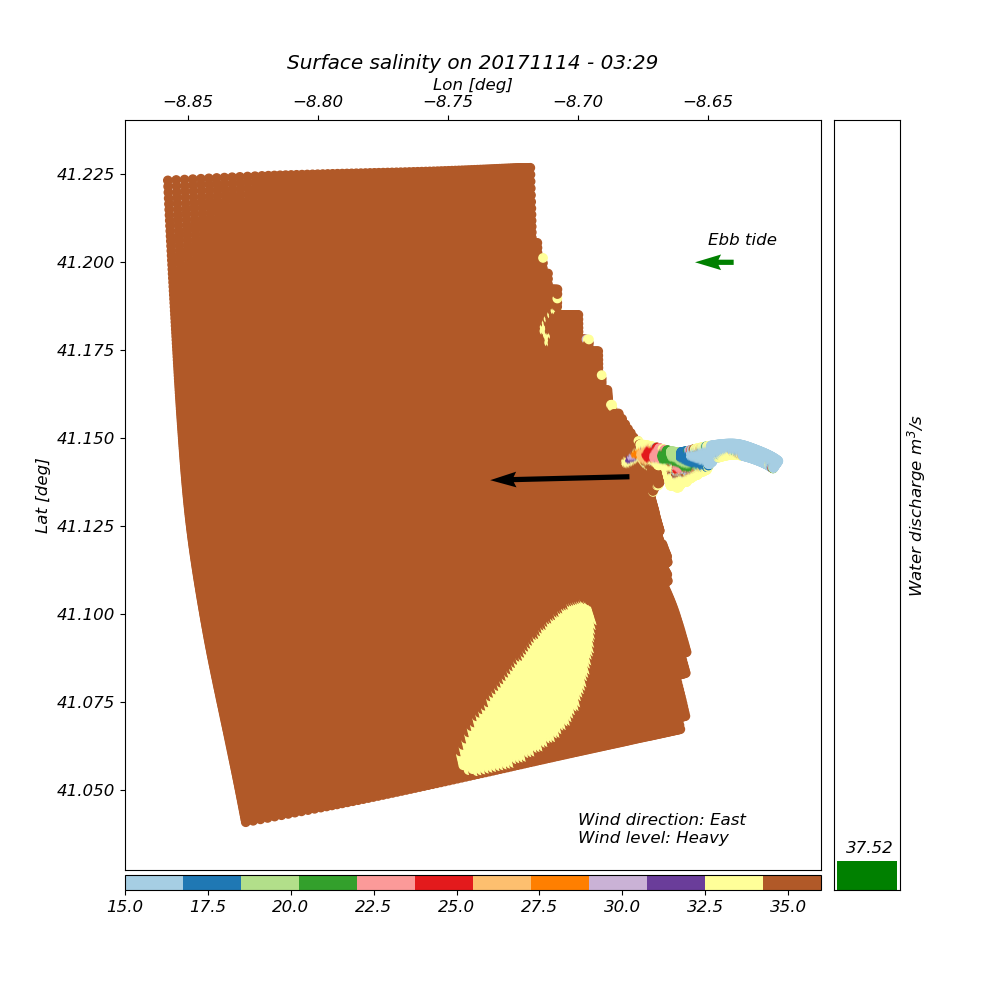 Surface salinity on 20171114 - 03:29
Lon [deg]
−8.85 −8.80 −8.75 −8.70 −8.65
41.225
41.200
41.175
41.150
41.125
41.100
41.075
41.050
Lat [deg]
Ebb tide
Wind direction: East
Wind level: Heavy
15.0 17.5 20.0 22.5 25.0 27.5 30.0 32.5 35.0
37.52
Water discharge m³/s